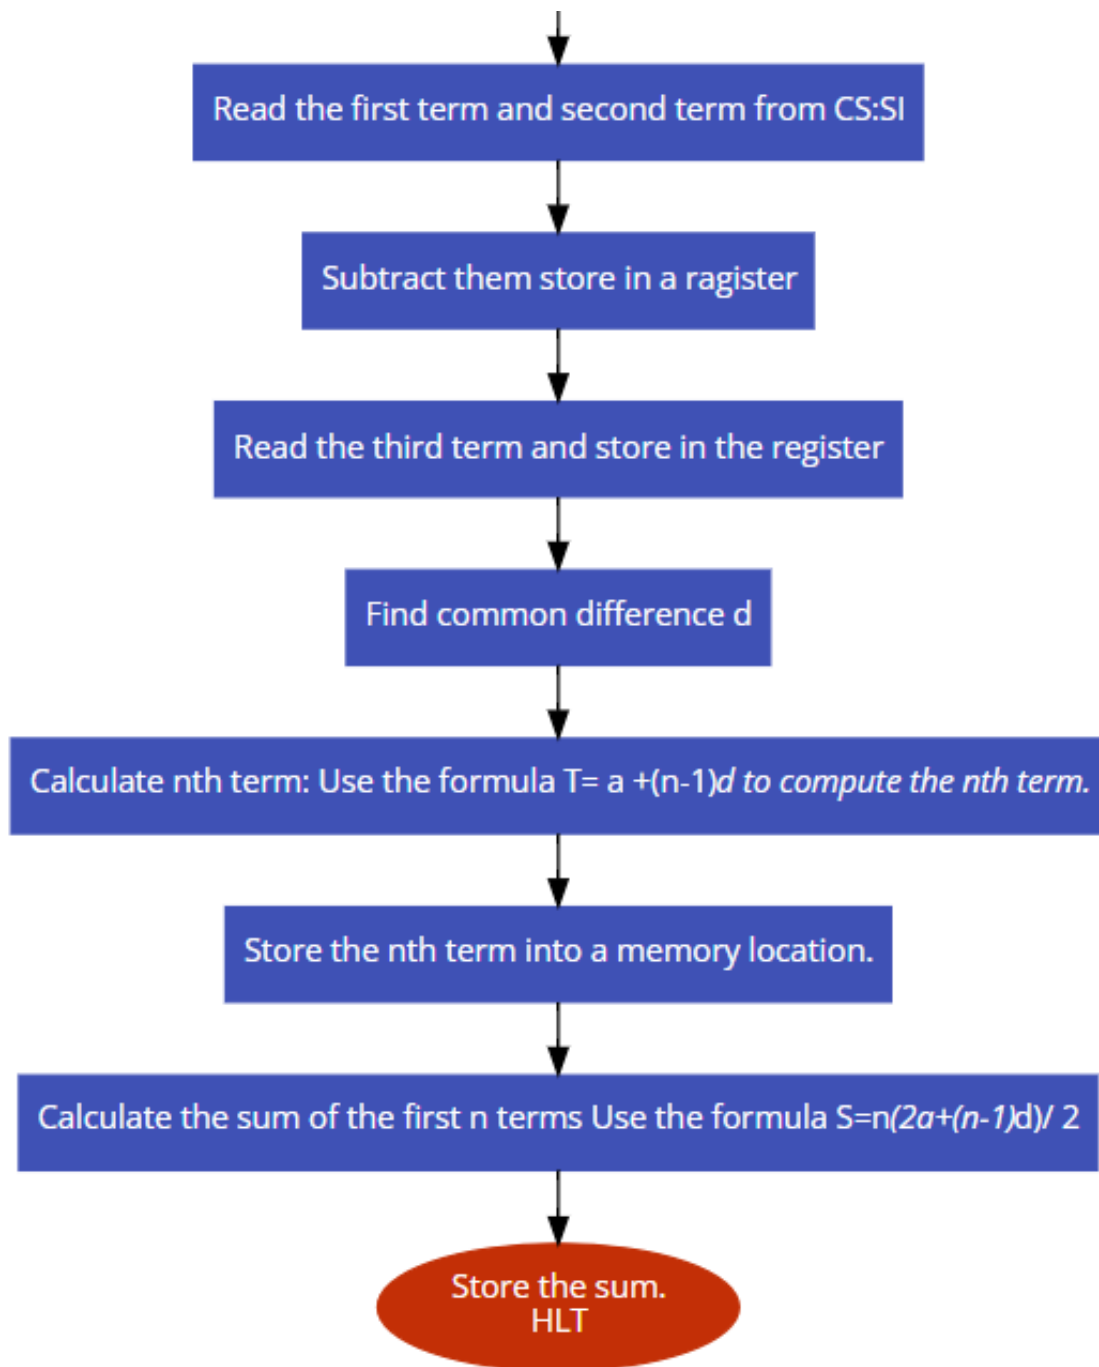 Read the first term and second term from CS:SI
Subtract them store in a ragister
Read the third term and store in the register
Find common difference d
Calculate nth term: Use the formula T= a +(n-1)d to compute the nth term.
Store the nth term into a memory location.
Calculate the sum of the first n terms Use the formula S=n(2a+(n-1)d)/ 2
Store the sum.
HLT